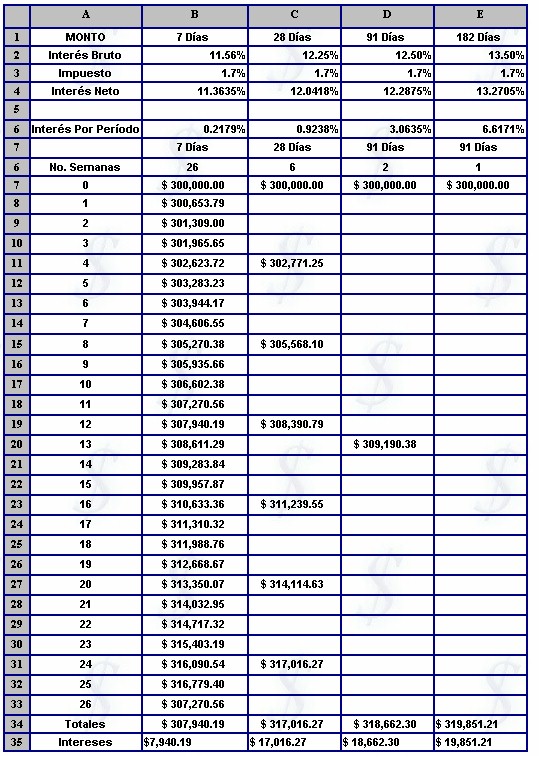 A B C D E
1 MONTO 7 Días 28 Días 91 Días 182 Días
2 Interés Bruto 11.56% 12.25% 12.50% 13.50%
3 Impuesto 1.7% 1.7% 1.7% 1.7%
4 Interés Neto 11.3635% 12.0418% 12.2875% 13.2705%
5
6 Interés Por Período 0.2179% 0.9238% 3.0635% 6.6171%
7 7 Días 28 Días 91 Días 91 Días
6 No. Semanas 26 6 2 1
7 0 $ 300,000.00 $ 300,000.00 $ 300,000.00 $ 300,000.00
8 1 $ 300,653.79
9 2 $ 301,309.00
10 3 $ 301,965.65
11 4 $ 302,623.72 $ 302,771.25
12 5 $ 303,283.23
13 6 $ 303,944.17
14 7 $ 304,606.55
15 8 $ 305,270.38 $ 305,568.10
16 9 $ 305,935.66
17 10 $ 306,602.38
18 11 $ 307,270.56
19 12 $ 307,940.19 $ 308,390.79
20 13 $ 308,611.29 $ 309,190.38
21 14 $ 309,283.84
22 15 $ 309,957.87
23 16 $ 310,633.36 $ 311,239.55
24 17 $ 311,310.32
25 18 $ 311,988.76
26 19 $ 312,668.67
27 20 $ 313,350.07 $ 314,114.63
28 21 $ 314,032.95
29 22 $ 314,717.32
30 23 $ 315,403.19
31 24 $ 316,090.54 $ 317,016.27
32 25 $ 316,779.40
33 26 $ 307,270.56
34 Totales $ 307,940.19 $ 317,016.27 $ 318,662.30 $ 319,851.21
35 Intereses $7,940.19 $ 17,016.27 $ 18,662.30 $ 19,851.21